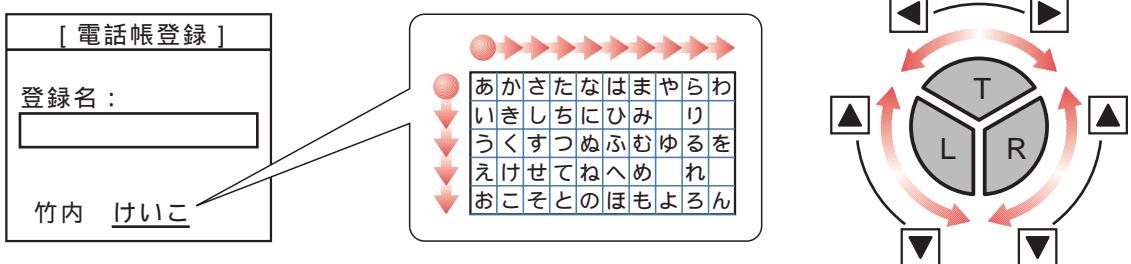 [ 電話帳登録 ]
登録名：
竹内 けいこ
あかさたなはまやらわ
いきしちにひみ り
うくすつぬふむゆるを
えけせてねへめ れ
おこそとのほもよろん
T
L R